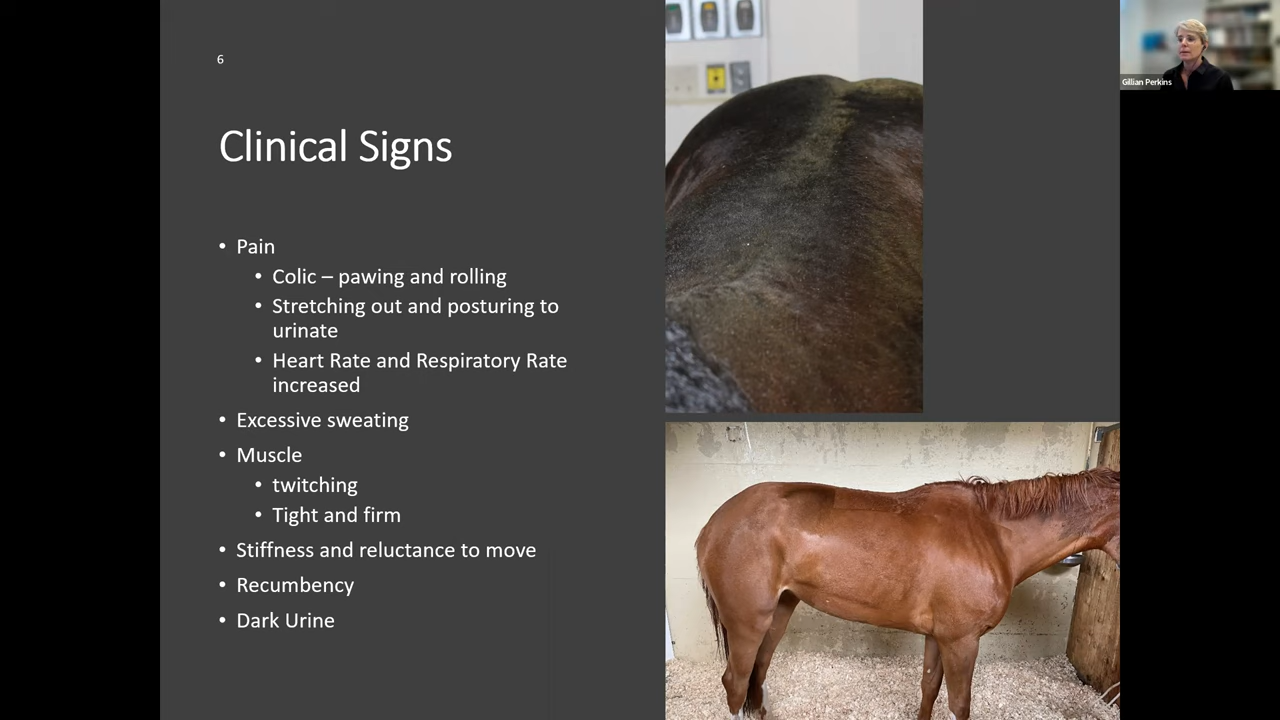 6
Clinical Signs
• Pain
• Colic – pawing and rolling
• Stretching out and posturing to
urinate
• Heart Rate and Respiratory Rate
increased
• Excessive sweating
• Muscle
• twitching
• Tight and firm
• Stiffness and reluctance to move
• Recumbency
• Dark Urine
Gillian Perkins